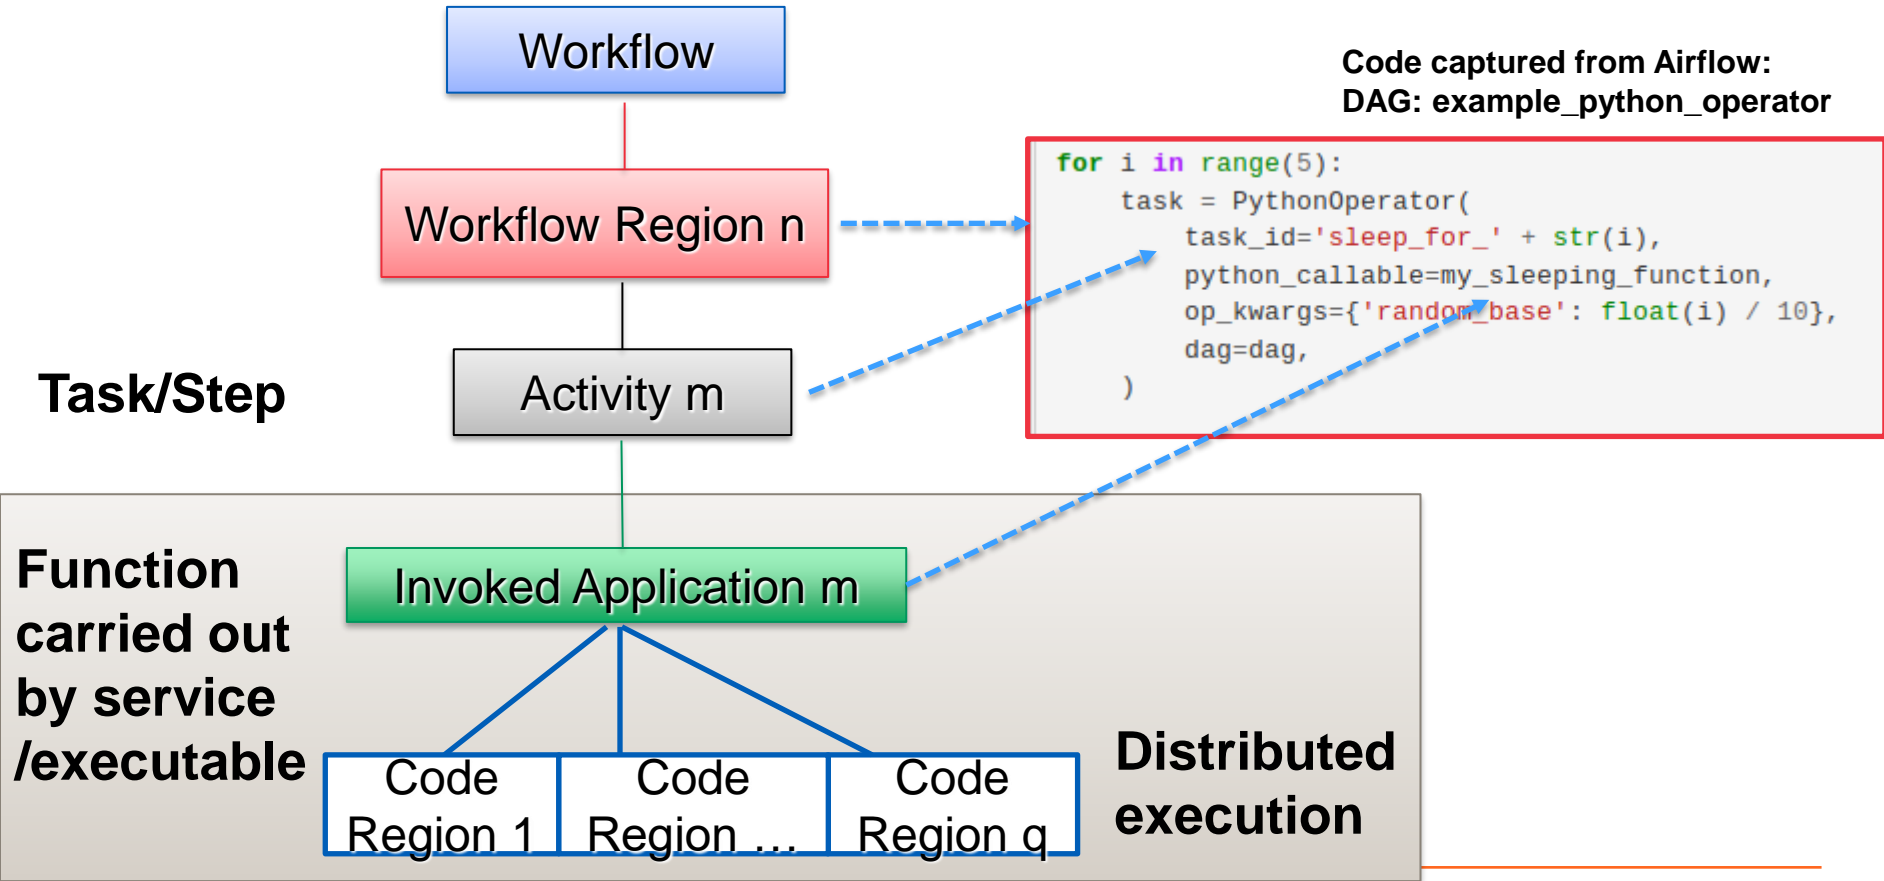 Workflow
Code captured from Airflow:
DAG: example_python_operator
Workflow Region n
for i in range(5):
    task = PythonOperator(
        task_id='sleep_for_' + str(i),
        python_callable=my_sleeping_function,
        op_kwargs={'random_base': float(i) / 10},
        dag=dag,
    )
Task/Step
Activity m
Function
carried out
by service
/executable
Invoked Application m
Code
Region 1
Code
Region …
Code
Region q
Distributed
execution